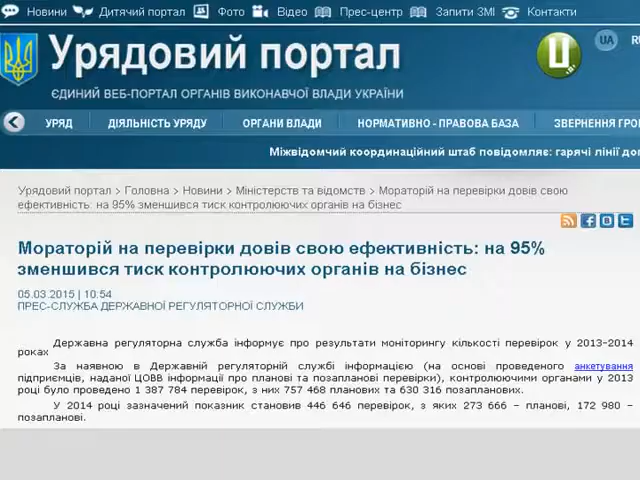 Новини Дитячий портал Фото Відео Прес-центр Запити ЗМІ Контакти
Урядовий портал
UA
ЄДИНИЙ ВЕБ-ПОРТАЛ ОРГАНІВ ВИКОНАВЧОЇ ВЛАДИ УКРАЇНИ
УРЯД ДІЯЛЬНІСТЬ УРЯДУ ОРГАНИ ВЛАДИ НОРМАТИВНО - ПРАВОВА БАЗА ЗВЕРНЕННЯ ГРО
Міжвідомчий координаційний штаб повідомляє: гарячі лінії до
Урядовий портал > Головна > Новини > Міністерств та відомств > Мораторій на перевірки довів свою
ефективність: на 95% зменшився тиск контролюючих органів на бізнес
Мораторій на перевірки довів свою ефективність: на 95%
зменшився тиск контролюючих органів на бізнес
05.03.2015 | 10:54
ПРЕС-СЛУЖБА ДЕРЖАВНОЇ РЕГУЛЯТОРНОЇ СЛУЖБИ
Державна регуляторна служба інформує про результати моніторингу кількості перевірок у 2013-2014
роках
За наявною в Державній регуляторній службі інформацією (на основі проведеного анкетування
підприємців, наданої ЦОВВ інформації про планові та позапланові перевірки), контролюючими органами у 2013
році було проведено 1 387 784 перевірок, з них 757 468 планових та 630 316 позапланових.
У 2014 році зазначений показник становив 446 646 перевірок, з яких 273 666 – планові, 172 980 –
позапланові.